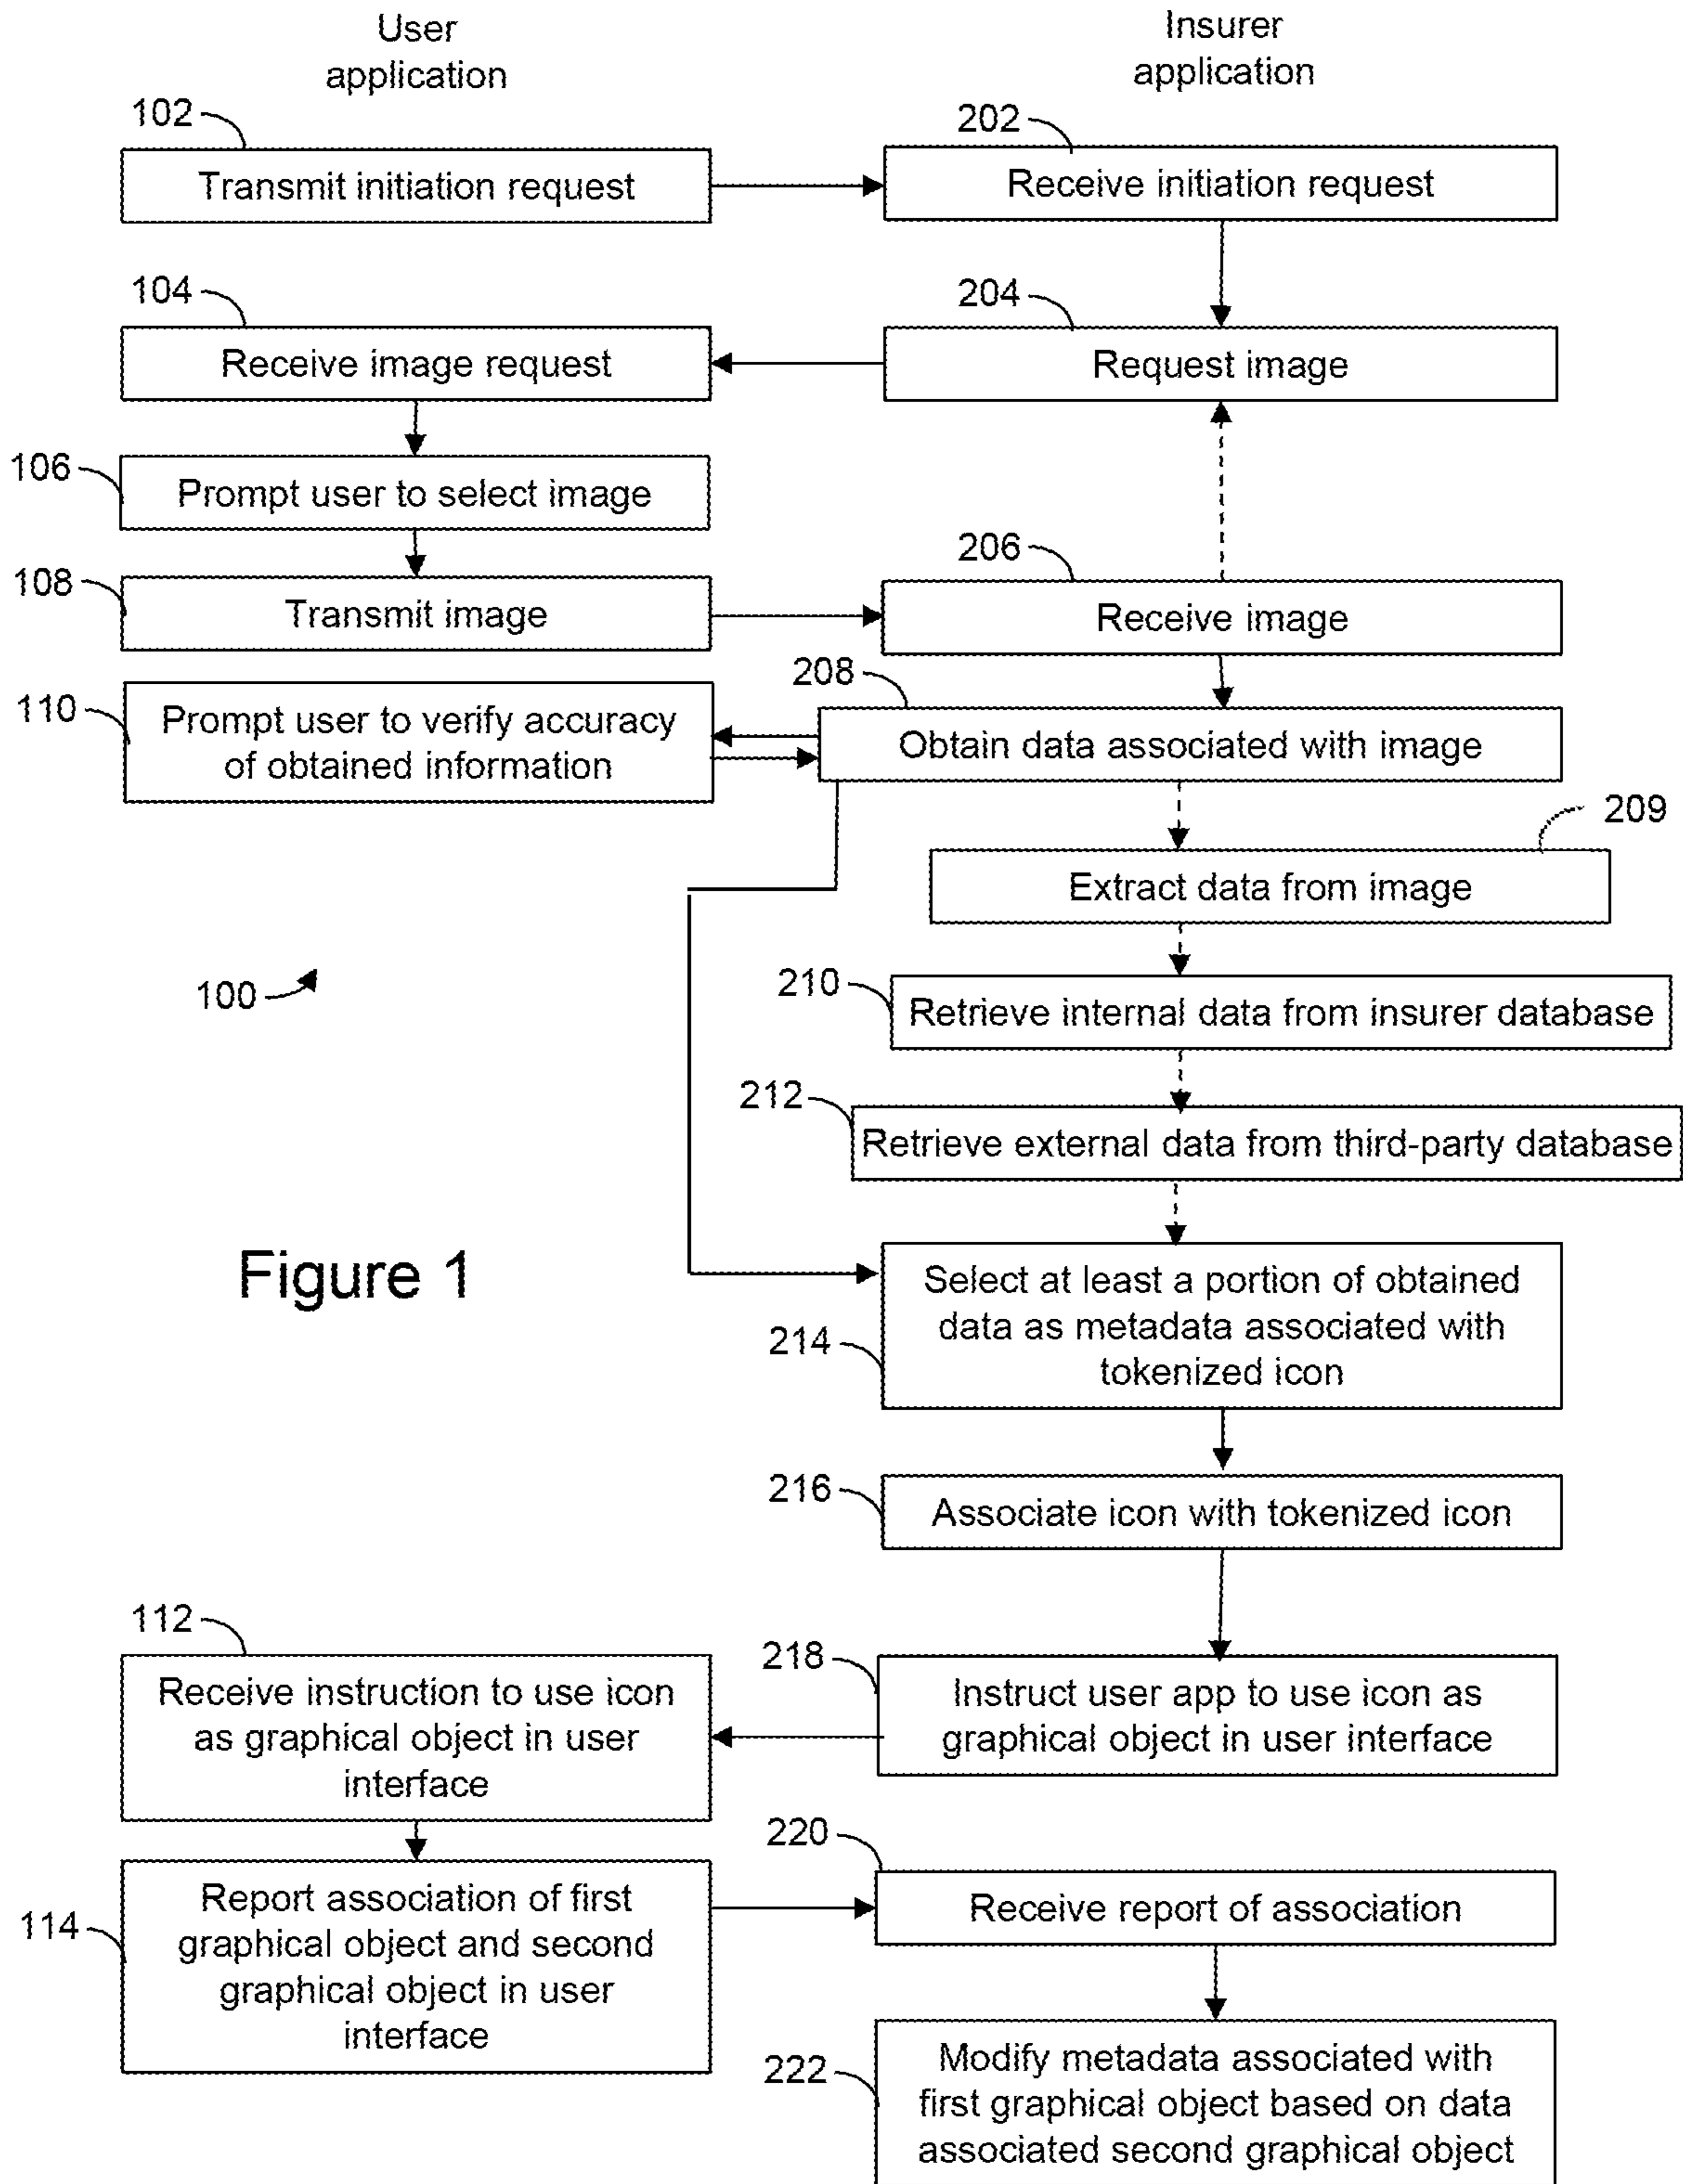 User
application
Insurer
application
102
202
Transmit initiation request
Receive initiation request
104
204
Receive image request
Request image
106
Prompt user to select image
206
108
Transmit image
Receive image
208
110
Prompt user to verify accuracy
of obtained information
Obtain data associated with image
209
Extract data from image
100
210
Retrieve internal data from insurer database
212
Retrieve external data from third-party database
Figure 1
Select at least a portion of obtained
data as metadata associated with
tokenized icon
214
216
Associate icon with tokenized icon
112
218
Receive instruction to use icon
as graphical object in user
interface
Instruct user app to use icon as
graphical object in user interface
220
114
Report association of first
graphical object and second
graphical object in user
interface
Receive report of association
222
Modify metadata associated with
first graphical object based on data
associated second graphical object